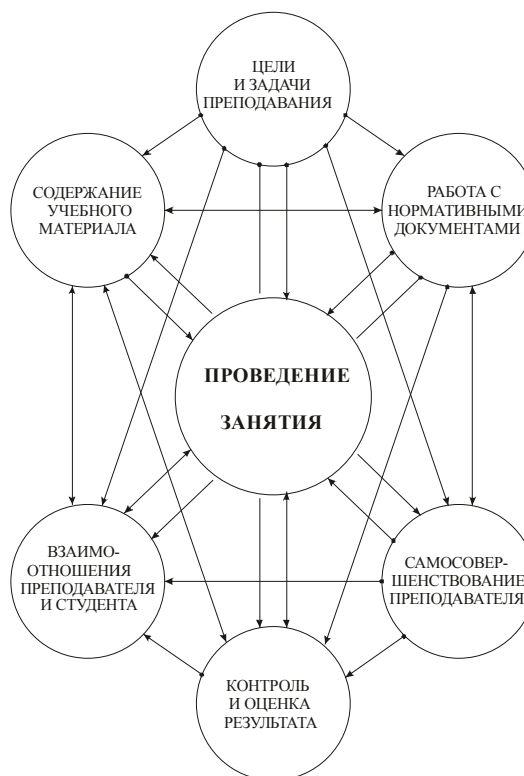 ЦЕЛИ
И ЗАДАЧИ
ПРЕПОДАВАНИЯ
СОДЕРЖАНИЕ
УЧЕБНОГО
МАТЕРИАЛА
РАБОТА С
НОРМАТИВНЫМИ
ДОКУМЕНТАМИ
ПРОВЕДЕНИЕ
ЗАНЯТИЯ
ВЗАИМО-
ОТНОШЕНИЯ
ПРЕПОДАВАТЕЛЯ
И СТУДЕНТА
САМОСОВЕР-
ШЕНСТВОВАНИЕ
ПРЕПОДАВАТЕЛЯ
КОНТРОЛЬ
И ОЦЕНКА
РЕЗУЛЬТАТА